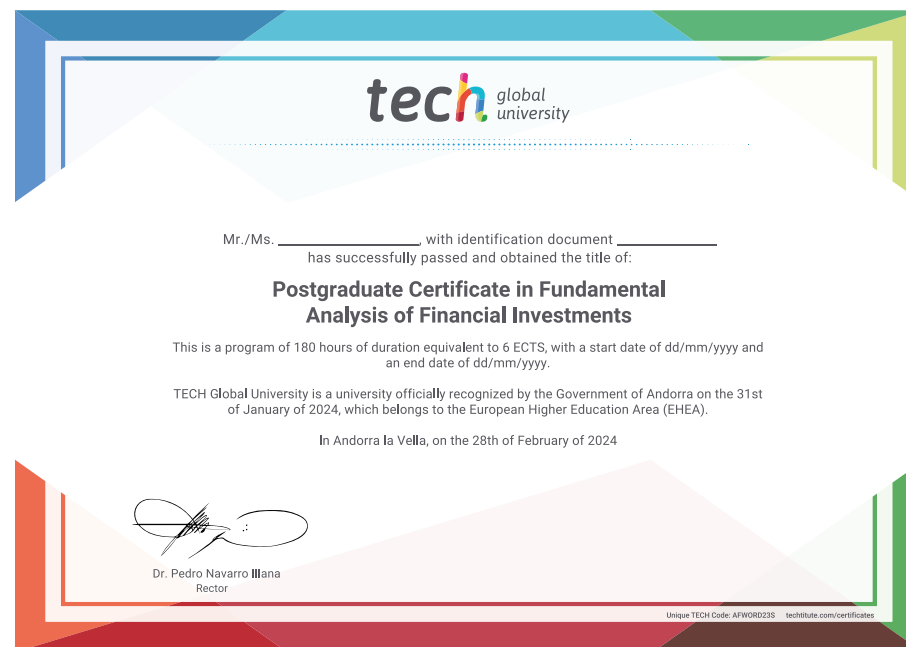 tech global
university
Mr./Ms. ____________, with identification document ____________
has successfully passed and obtained the title of:
Postgraduate Certificate in Fundamental
Analysis of Financial Investments
This is a program of 180 hours of duration equivalent to 6 ECTS, with a start date of dd/mm/yyyy and
an end date of dd/mm/yyyy.
TECH Global University is a university officially recognized by the Government of Andorra on the 31st
of January of 2024, which belongs to the European Higher Education Area (EHEA).
In Andorra la Vella, on the 28th of February of 2024
Dr. Pedro Navarro Illana
Rector
Unique TECH Code: AFWORD23S techtitute.com/certificates